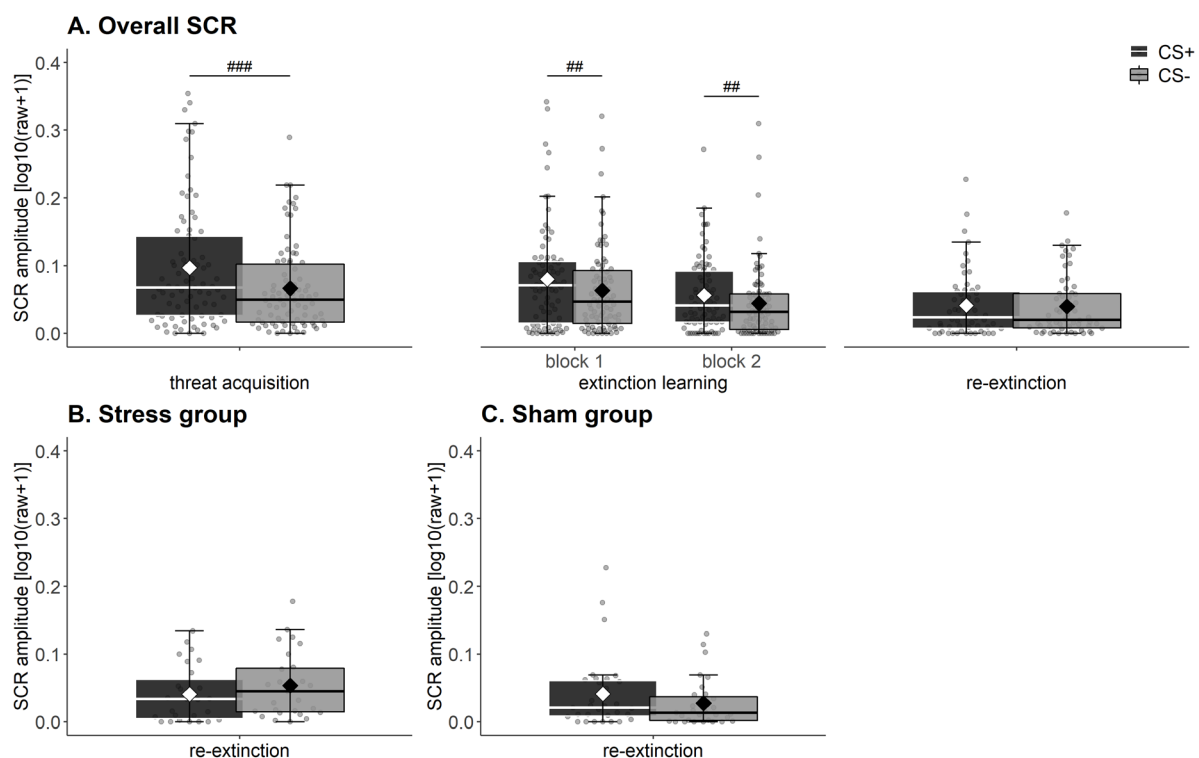 A. Overall SCR
SCR amplitude [log10(raw+1)]
0.4
0.3
0.2
0.1
0.0
###
##
##
CS+
CS-
block 1
block 2
threat acquisition
extinction learning
re-extinction
B. Stress group
SCR amplitude [log10(raw+1)]
0.4
0.3
0.2
0.1
0.0
re-extinction
C. Sham group
SCR amplitude [log10(raw+1)]
0.4
0.3
0.2
0.1
0.0
re-extinction